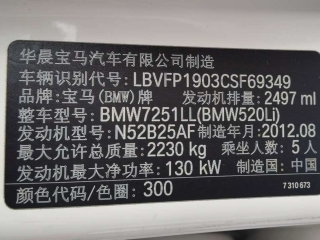 华晨宝马汽车有限公司制造
车辆识别代号: LBVFP1903CSF69349
品牌: 宝马(BMW)牌 发动机排量: 2497 ml
整车型号: BMW7251LL(BMW520Li)
发动机型号: N52B25AF 制造年月: 2012.08
最大允许总质量: 2230 kg 乘坐人数: 5 人
发动机最大净功率: 130 kW 制造国: 中国
颜色代码/色圈: 300
7 310 673